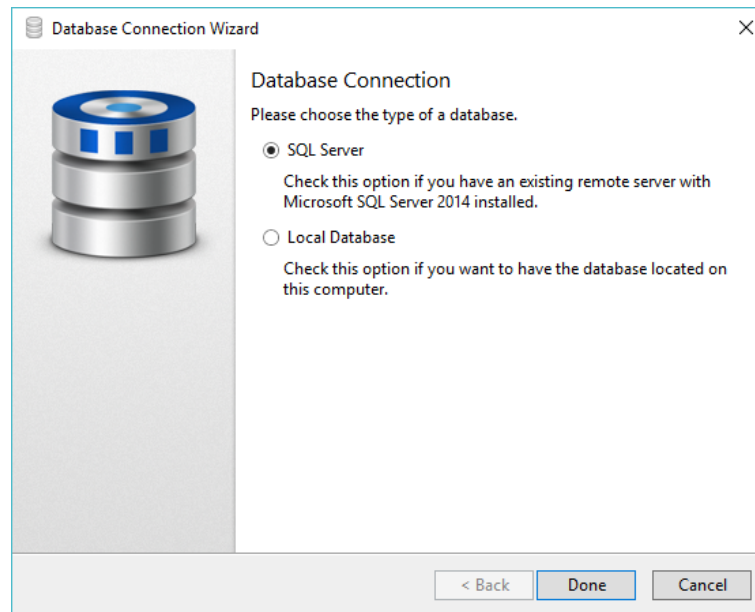 Database Connection Wizard
Database Connection
Please choose the type of a database.
SQL Server
Check this option if you have an existing remote server with
Microsoft SQL Server 2014 installed.
Local Database
Check this option if you want to have the database located on
this computer.
< Back
Done
Cancel